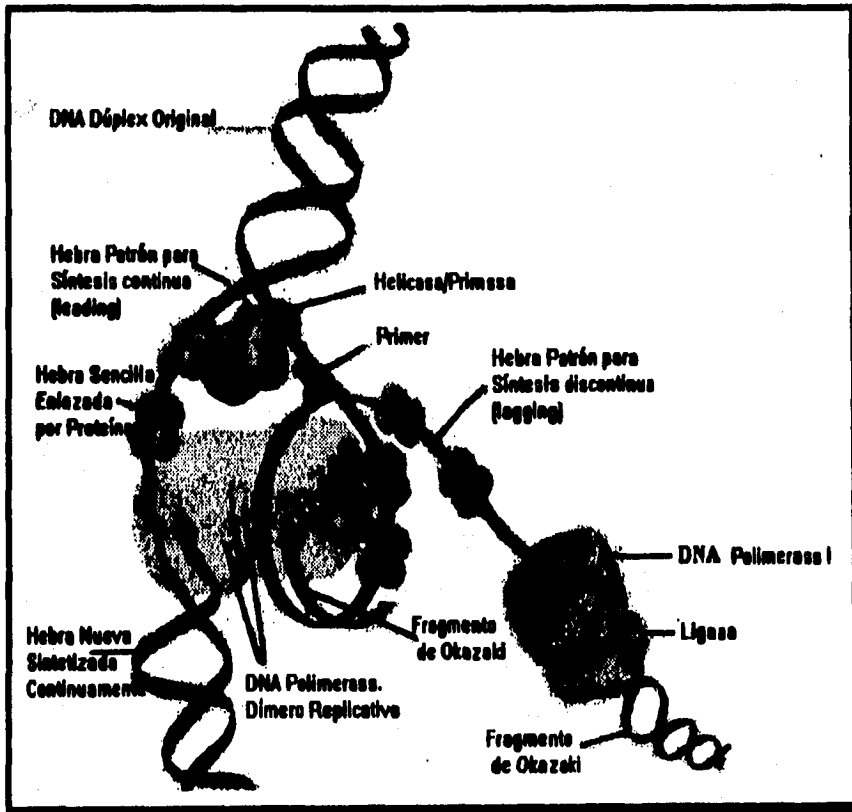 DNA Dúplex Original
Hebra Patrón para
Síntesis continua
(leading)
Helicasa/Primasa
Primer
Hebra Patrón para
Síntesis discontinua
(lagging)
Hebra Sencilla
Enlazada
por Proteína
DNA Polimerasa I
Ligasa
Fragmento
de Okazaki
Hebra Nueva
Sintetizada
Continuamente
DNA Polimerasa.
Dímero Replicativo
Fragmento
de Okazaki